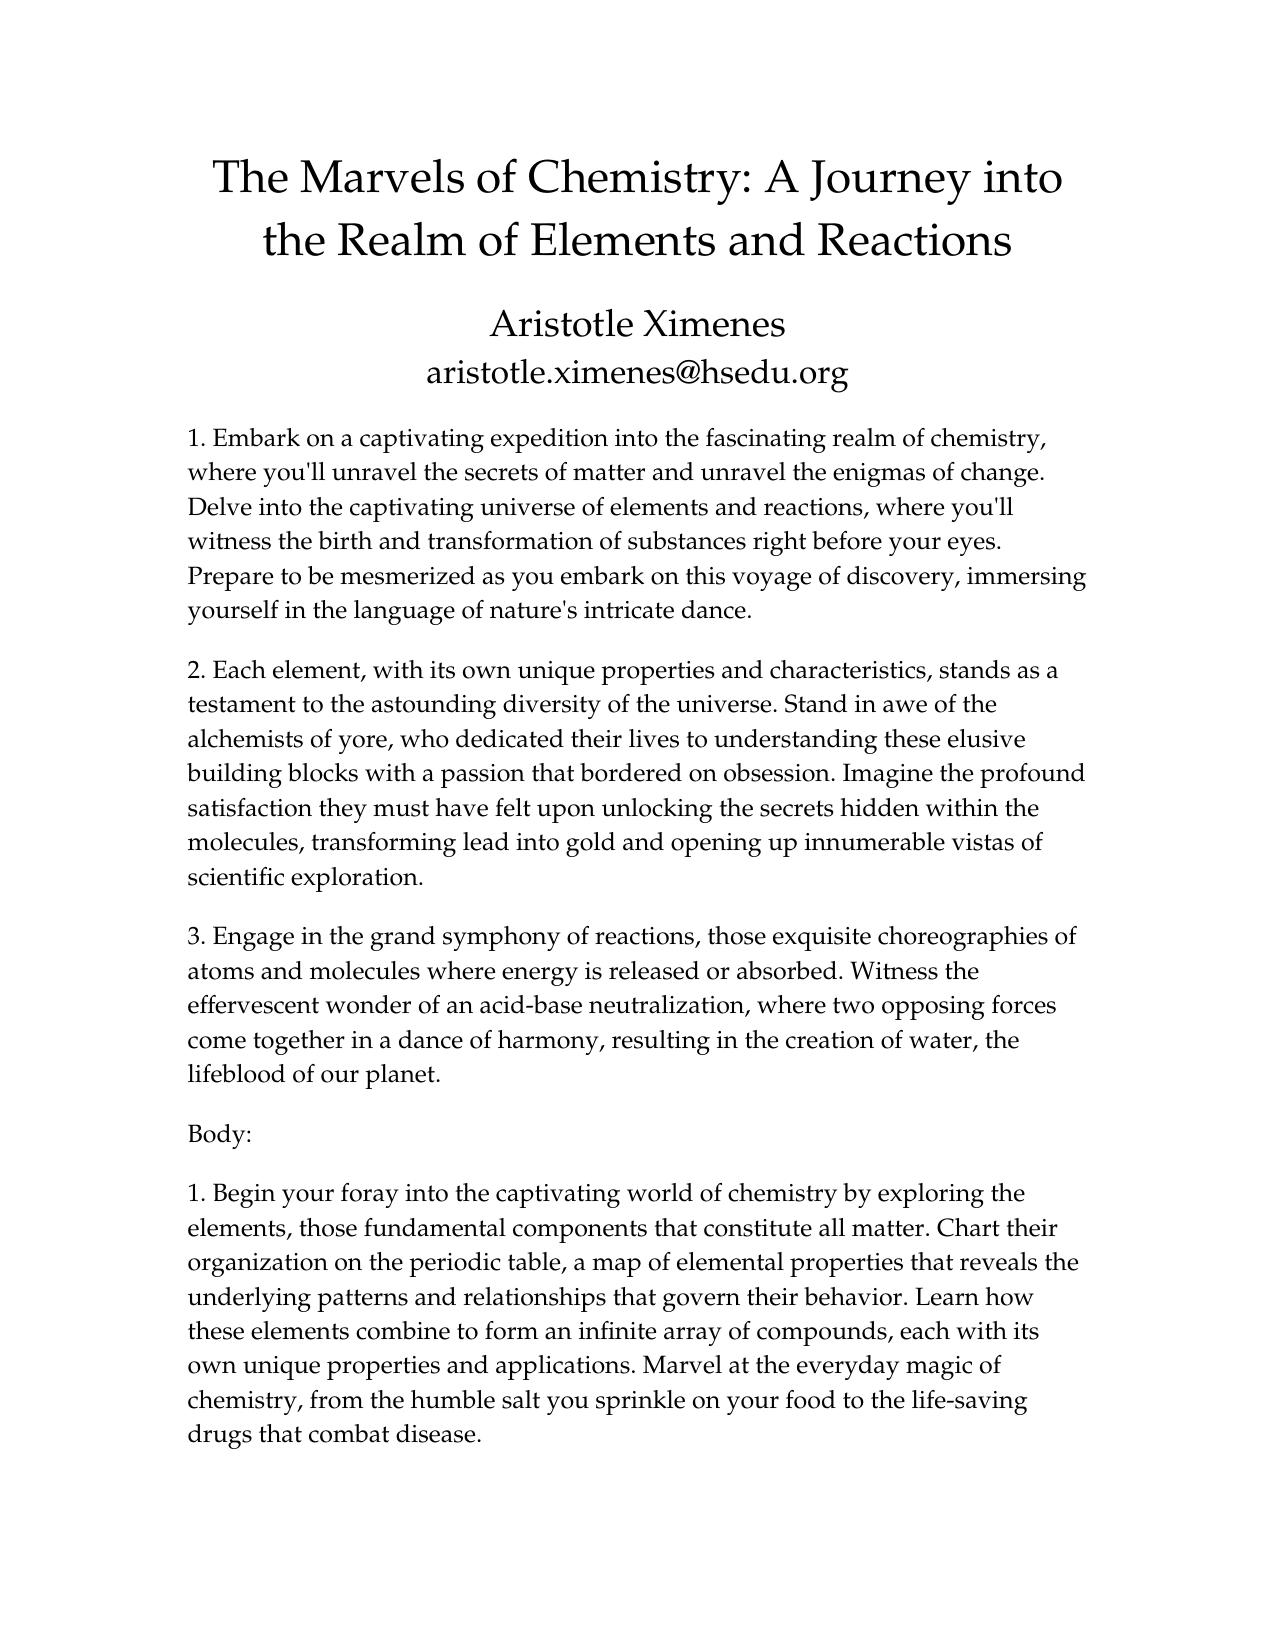 The Marvels of Chemistry: A Journey into
the Realm of Elements and Reactions
Aristotle Ximenes
aristotle.ximenes@hsedu.org
1. Embark on a captivating expedition into the fascinating realm of chemistry,
where you'll unravel the secrets of matter and unravel the enigmas of change.
Delve into the captivating universe of elements and reactions, where you'll
witness the birth and transformation of substances right before your eyes.
Prepare to be mesmerized as you embark on this voyage of discovery, immersing
yourself in the language of nature's intricate dance.
2. Each element, with its own unique properties and characteristics, stands as a
testament to the astounding diversity of the universe. Stand in awe of the
alchemists of yore, who dedicated their lives to understanding these elusive
building blocks with a passion that bordered on obsession. Imagine the profound
satisfaction they must have felt upon unlocking the secrets hidden within the
molecules, transforming lead into gold and opening up innumerable vistas of
scientific exploration.
3. Engage in the grand symphony of reactions, those exquisite choreographies of
atoms and molecules where energy is released or absorbed. Witness the
effervescent wonder of an acid-base neutralization, where two opposing forces
come together in a dance of harmony, resulting in the creation of water, the
lifeblood of our planet.
Body:
1. Begin your foray into the captivating world of chemistry by exploring the
elements, those fundamental components that constitute all matter. Chart their
organization on the periodic table, a map of elemental properties that reveals the
underlying patterns and relationships that govern their behavior. Learn how
these elements combine to form an infinite array of compounds, each with its
own unique properties and applications. Marvel at the everyday magic of
chemistry, from the humble salt you sprinkle on your food to the life-saving
drugs that combat disease.